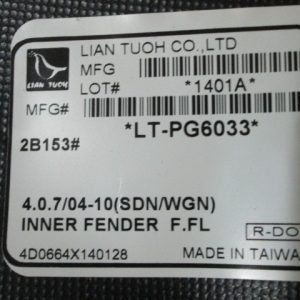 LIAN TUOH
LIAN TUOH CO.,LTD
MFG
LOT# *1401A*
MFG#
*LT-PG6033*
2B153#
4.0.7/04-10(SDN/WGN)
INNER FENDER F.FL
R-DO
4D0664X140128 MADE IN TAIWA